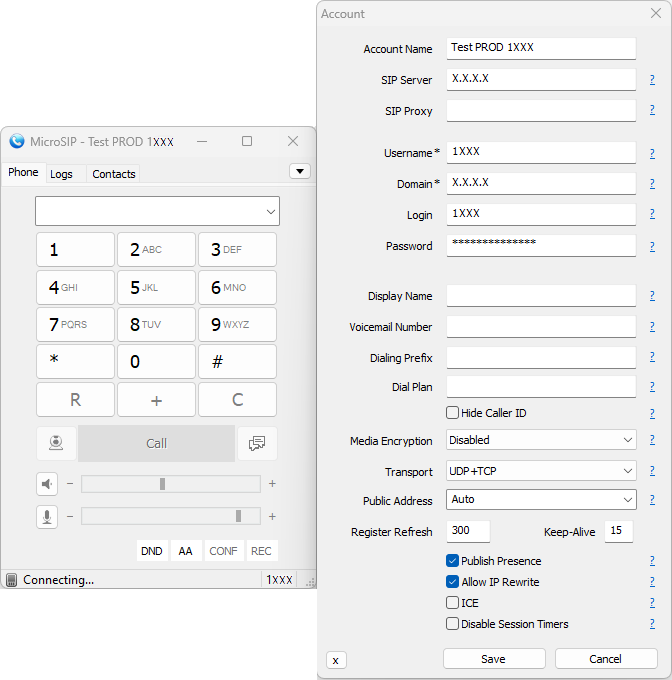 Account
Account Name Test PROD 1XXX
SIP Server X.X.X.X ?
SIP Proxy ?
Username* 1XXX ?
Domain* X.X.X.X ?
Login 1XXX ?
Password ************** ?
Display Name ?
Voicemail Number ?
Dialing Prefix ?
Dial Plan ?
Hide Caller ID ?
Media Encryption Disabled ?
Transport UDP+TCP ?
Public Address Auto ?
Register Refresh 300 Keep-Alive 15 ?
Publish Presence ?
Allow IP Rewrite ?
ICE ?
Disable Session Timers ?
x Save Cancel
MicroSIP - Test PROD 1XXX
Phone Logs Contacts
1 2 ABC 3 DEF
4 GHI 5 JKL 6 MNO
7 PQRS 8 TUV 9 WXYZ
* 0 #
R + C
Call
- +
- +
DND AA CONF REC
Connecting... 1XXX